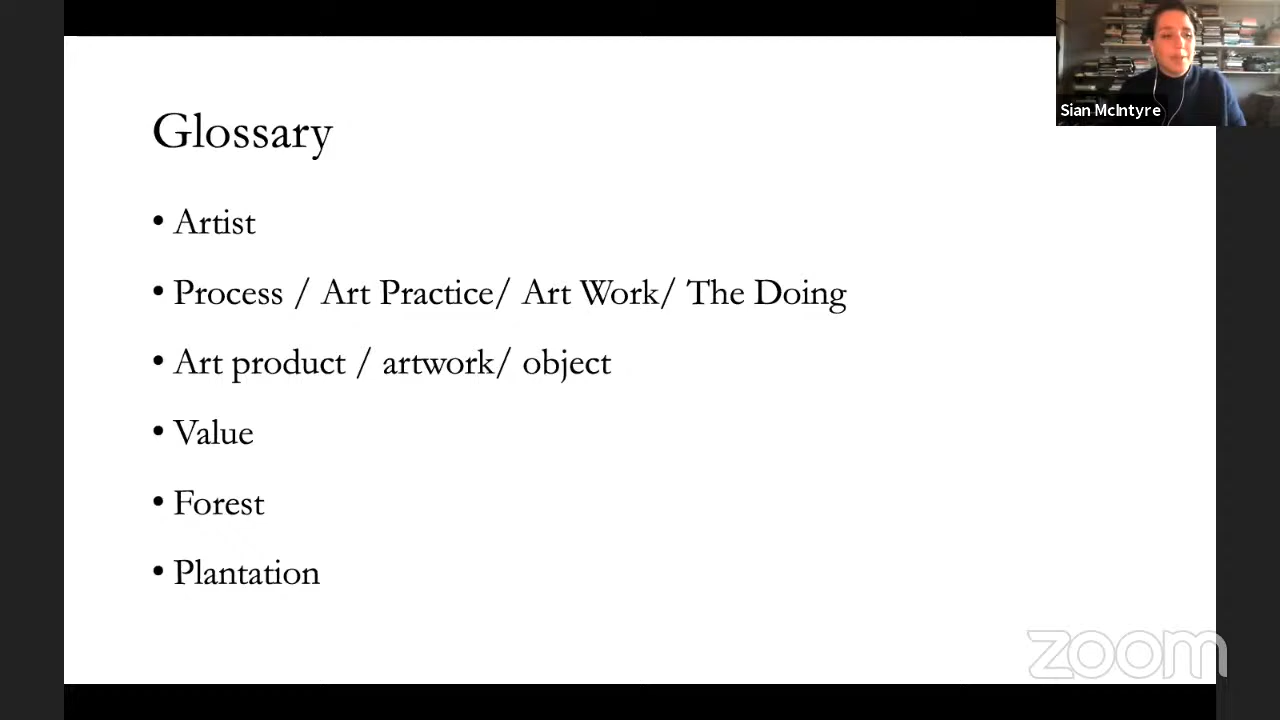 Sian McIntyre
Glossary
• Artist
• Process / Art Practice/ Art Work/ The Doing
• Art product / artwork/ object
• Value
• Forest
• Plantation
zoom